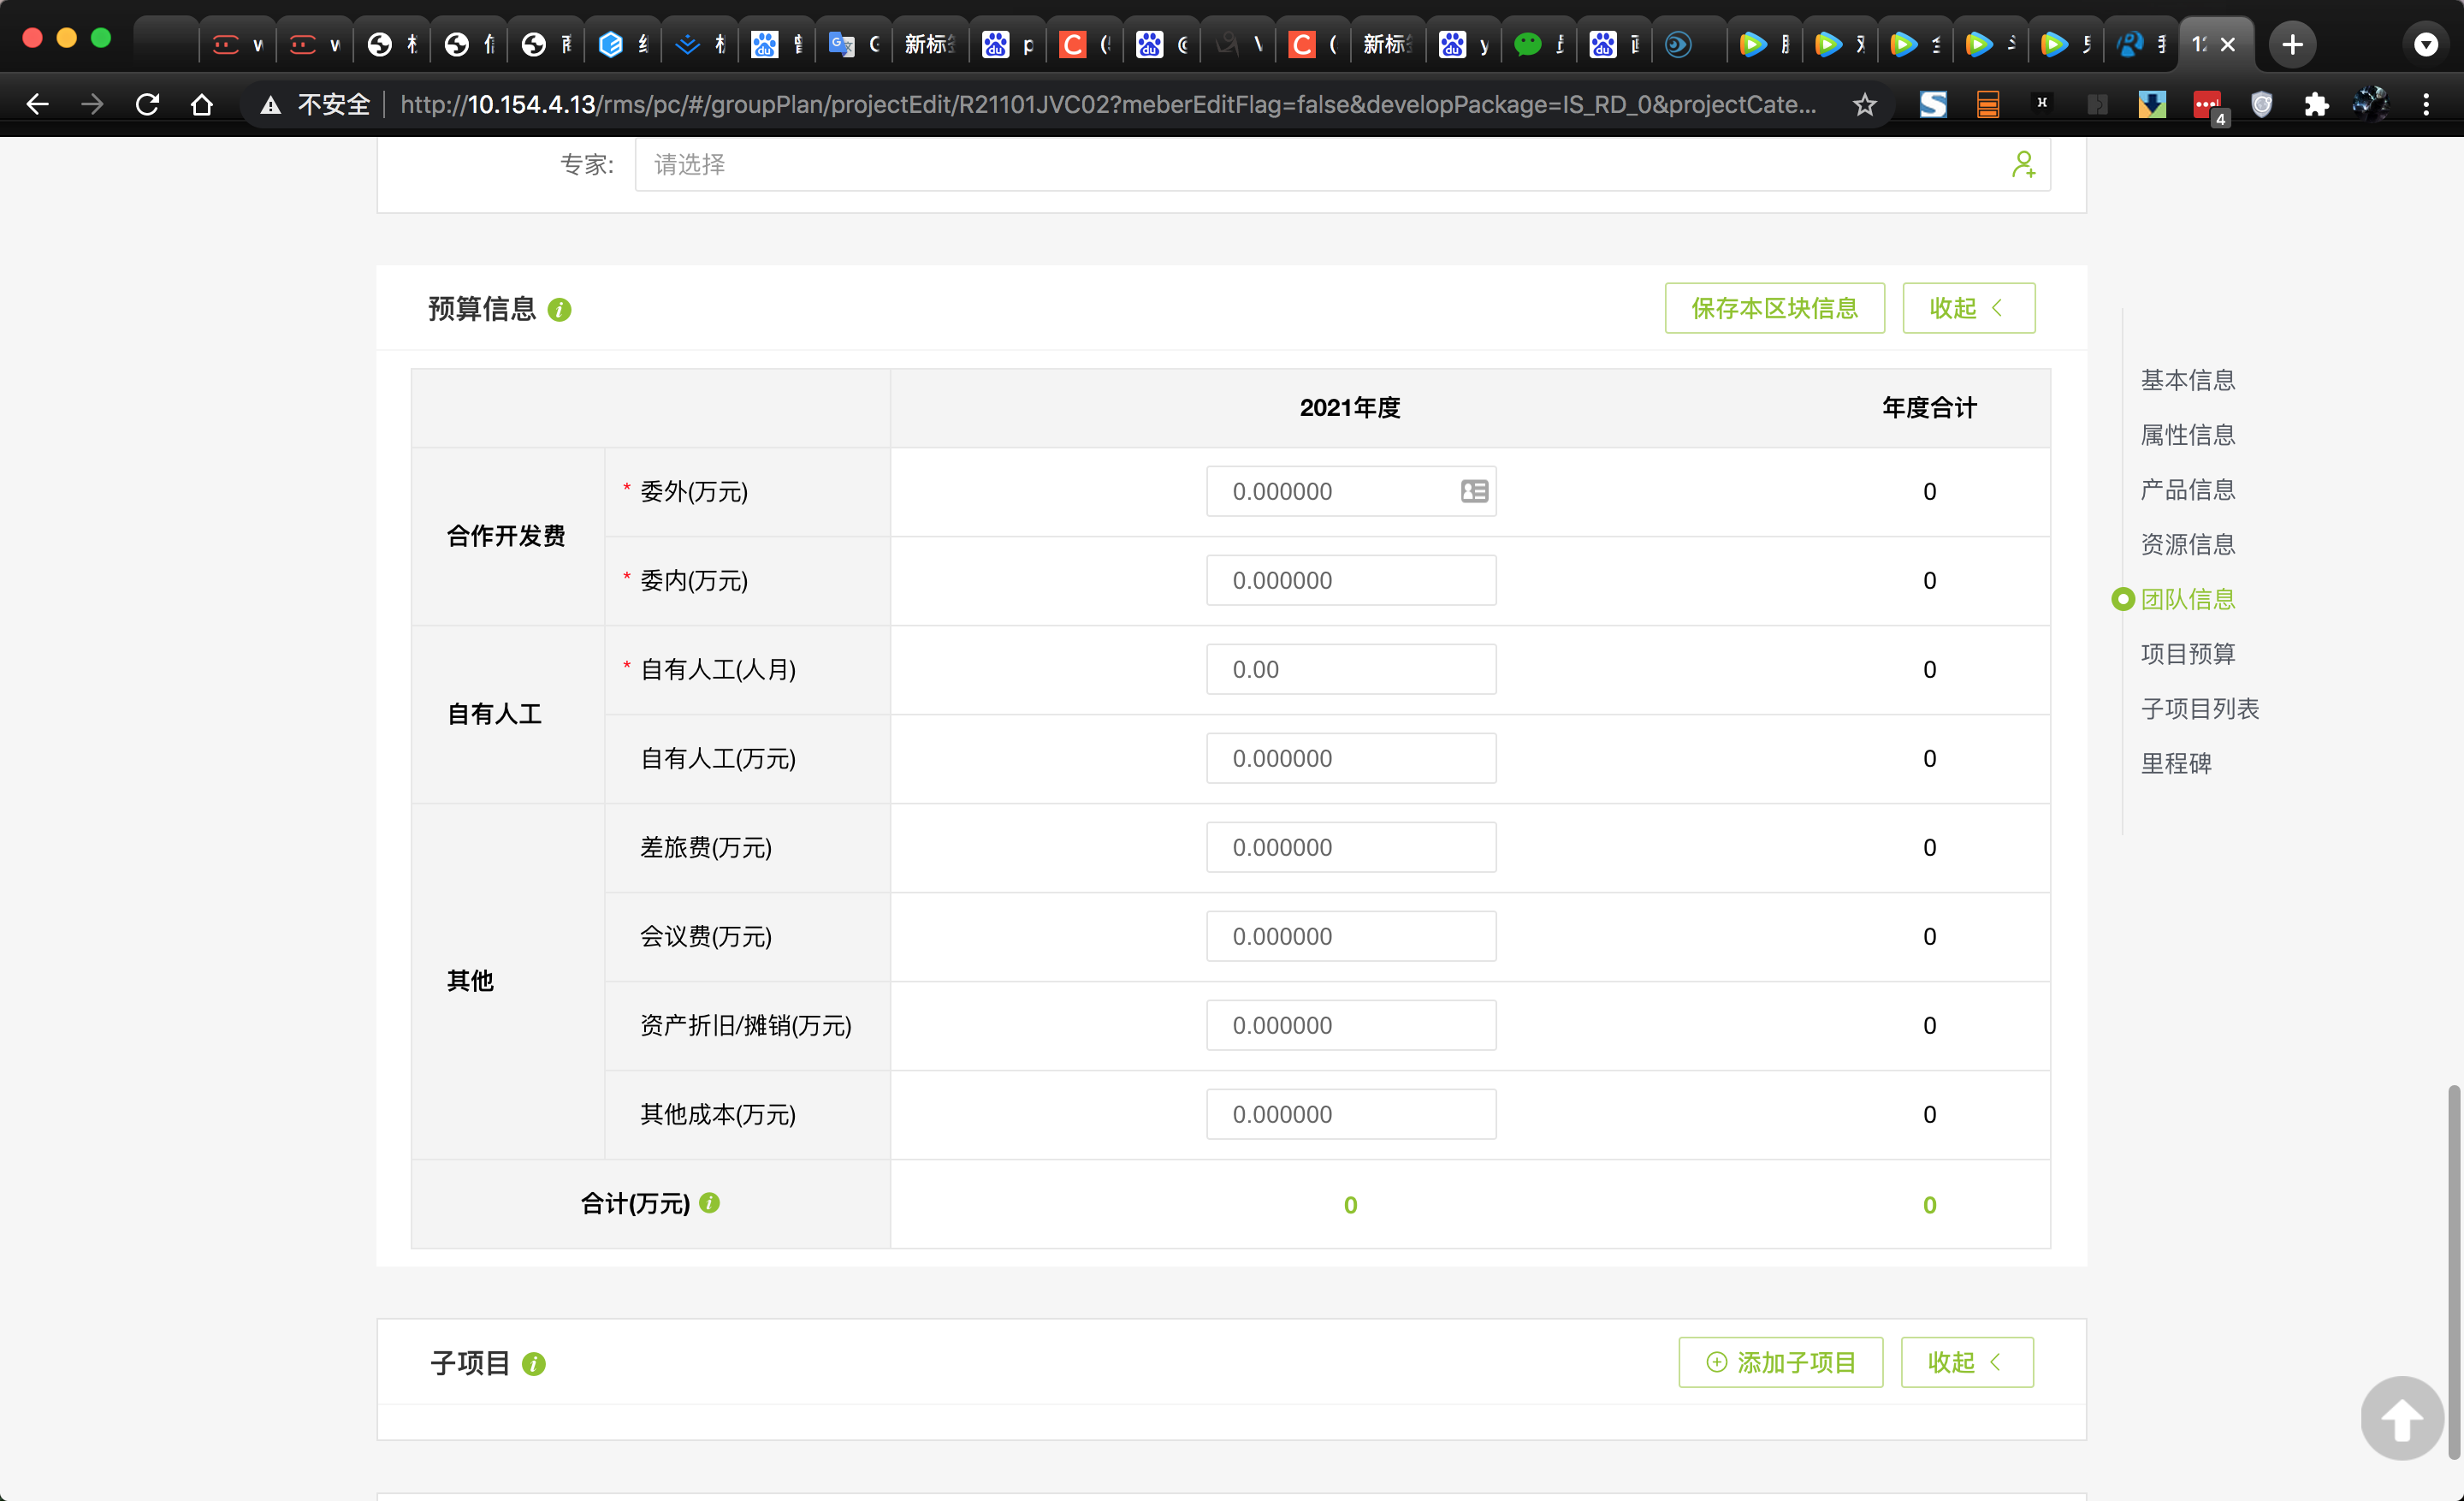 新标
新标
不安全 http://10.154.4.13/rms/pc/#/groupPlan/projectEdit/R21101JVC02?meberEditFlag=false&developPackage=IS_RD_0&projectCate...
4
专家: 请选择
预算信息
保存本区块信息
收起
2021年度 年度合计
合作开发费
* 委外(万元) 0.000000 0
* 委内(万元) 0.000000 0
自有人工
* 自有人工(人月) 0.00 0
自有人工(万元) 0.000000 0
其他
差旅费(万元) 0.000000 0
会议费(万元) 0.000000 0
资产折旧/摊销(万元) 0.000000 0
其他成本(万元) 0.000000 0
合计(万元) 0 0
子项目
添加子项目
收起
基本信息
属性信息
产品信息
资源信息
团队信息
项目预算
子项目列表
里程碑